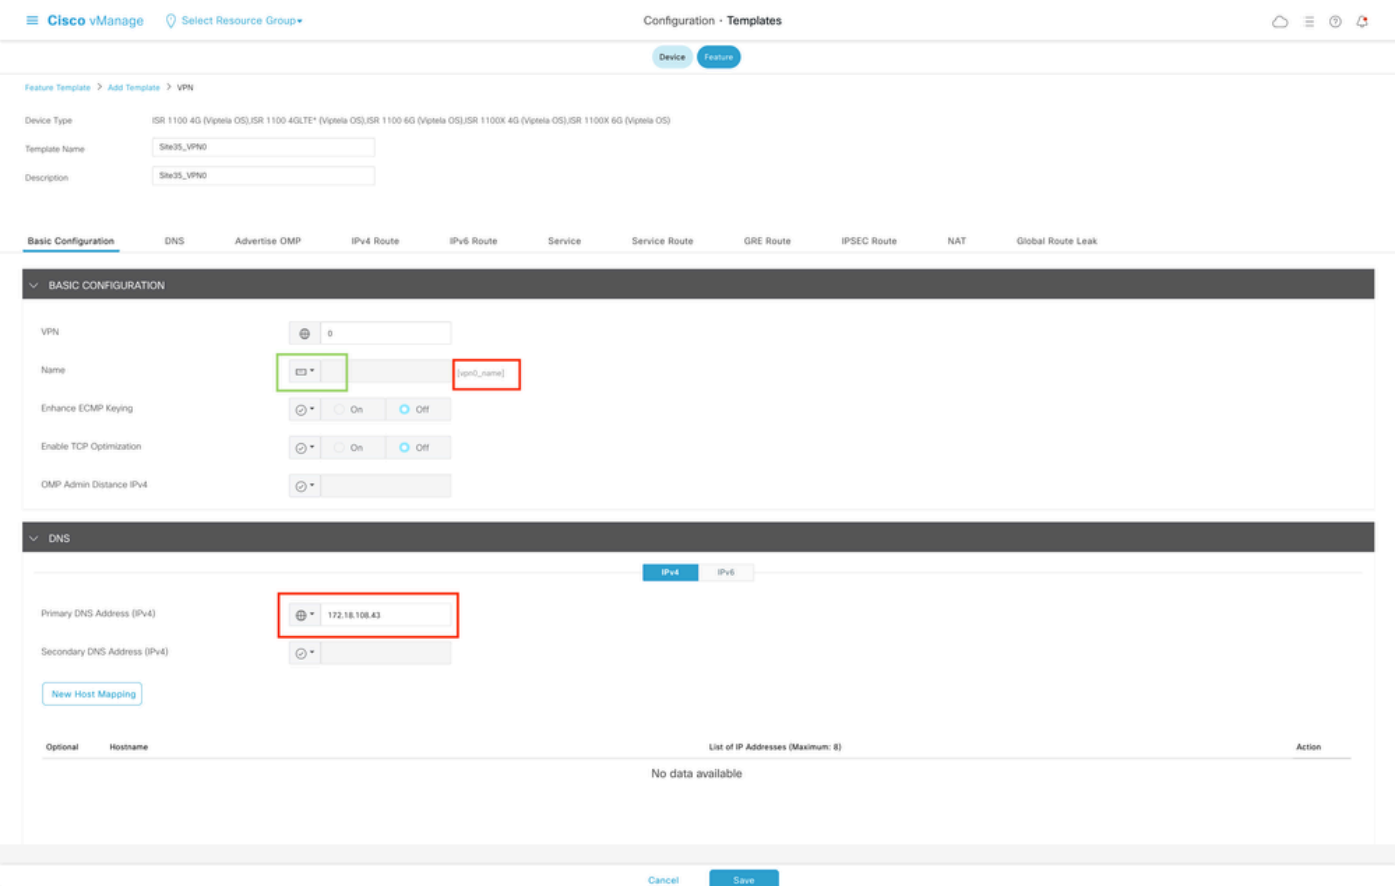 Cisco vManage Select Resource Group Configuration · Templates
Device Feature
Feature Template > Add Template > VPN
Device Type ISR 1100 4G (Viptela OS),ISR 1100 4GLTE* (Viptela OS),ISR 1100 6G (Viptela OS),ISR 1100X 4G (Viptela OS),ISR 1100X 6G (Viptela OS)
Template Name Site35_VPN0
Description Site35_VPN0
Basic Configuration DNS Advertise OMP IPv4 Route IPv6 Route Service Service Route GRE Route IPSEC Route NAT Global Route Leak
BASIC CONFIGURATION
VPN 0
Name [vpn0_name]
Enhance ECMP Keying On Off
Enable TCP Optimization On Off
OMP Admin Distance IPv4
DNS
IPv4 IPv6
Primary DNS Address (IPv4) 172.18.108.43
Secondary DNS Address (IPv4)
New Host Mapping
Optional Hostname List of IP Addresses (Maximum: 8) Action
No data available
Cancel Save